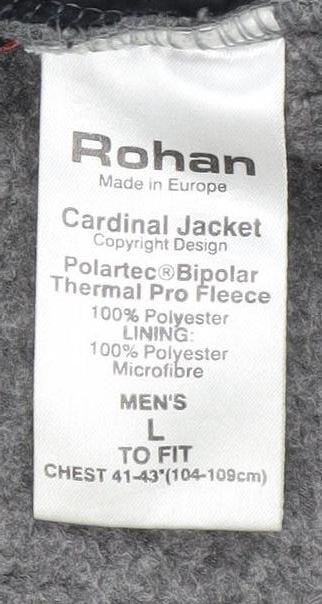 Rohan
Made in Europe
Cardinal Jacket
Copyright Design
Polartec®Bipolar
Thermal Pro Fleece
100% Polyester
LINING:
100% Polyester
Microfibre
MEN'S
L
TO FIT
CHEST 41-43"(104-109cm)